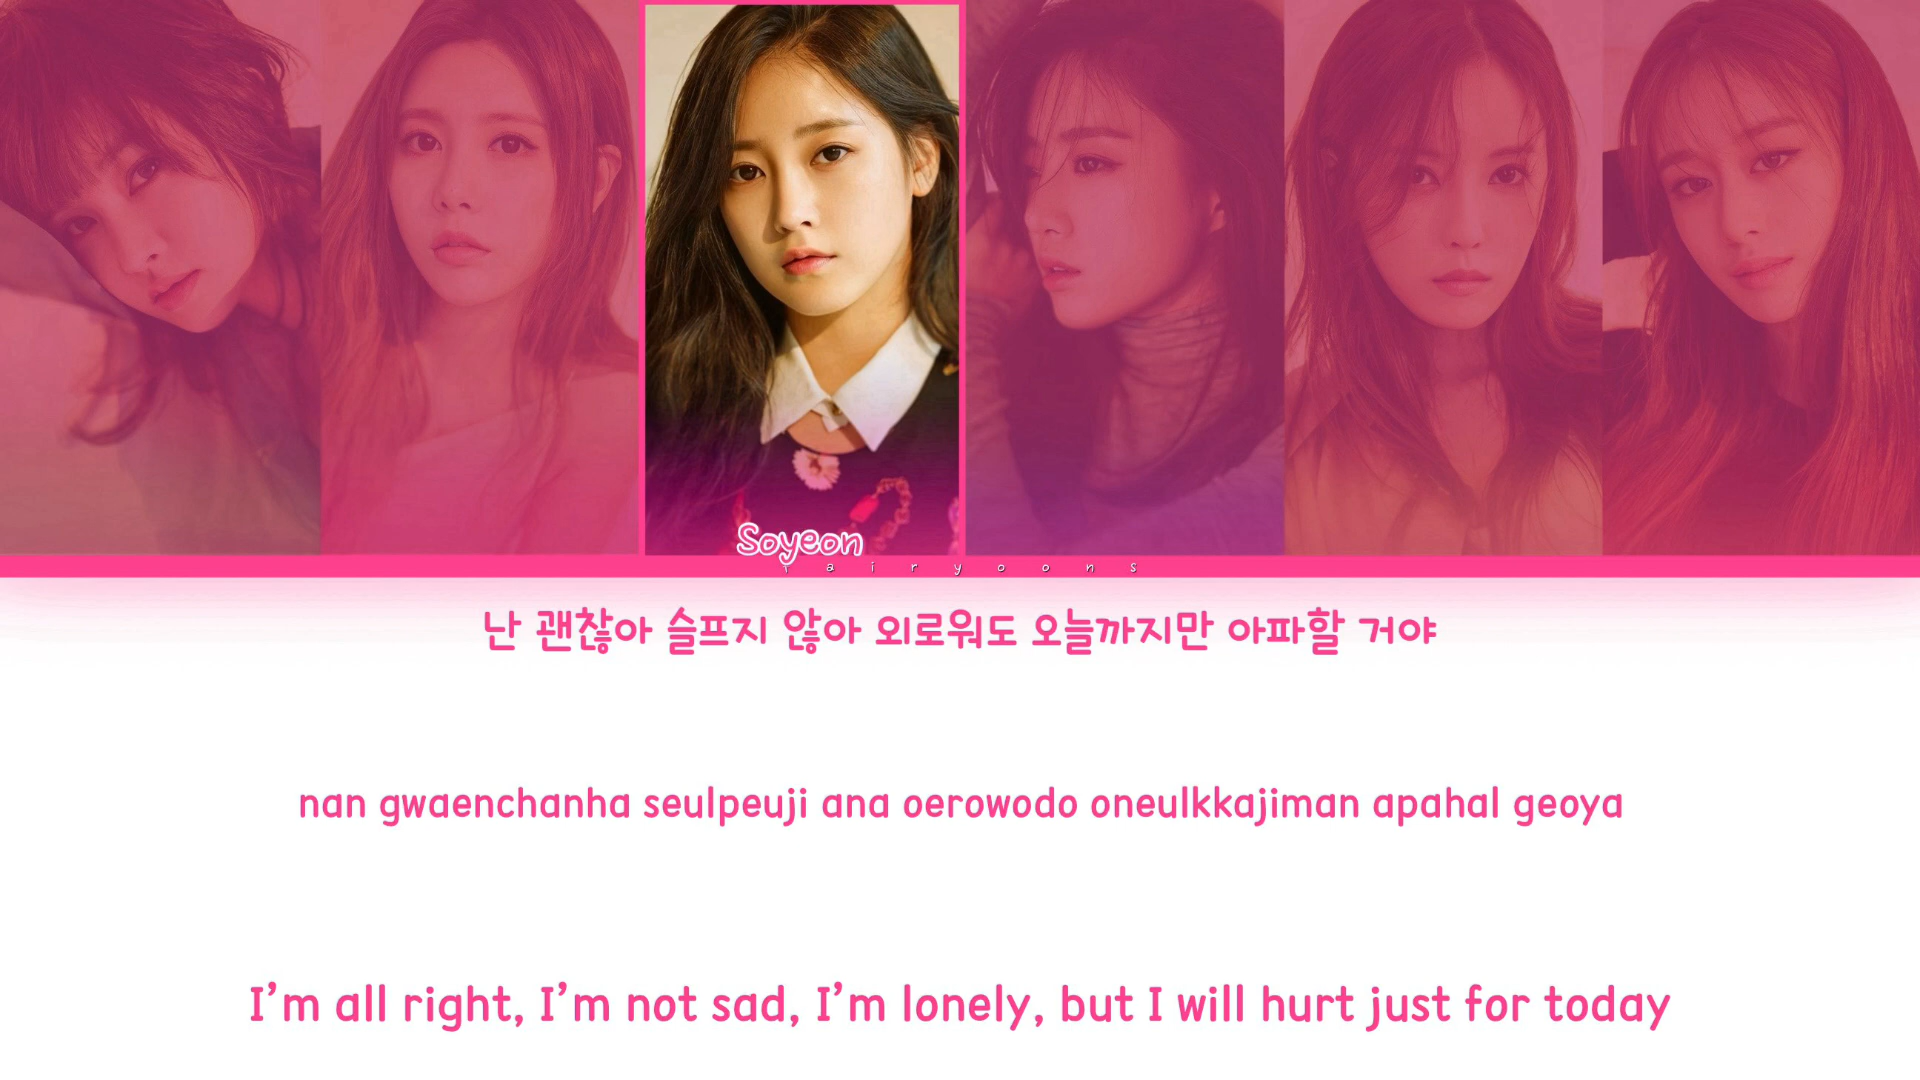 Soyeon
fairyoons
난 괜찮아 슬프지 않아 외로워도 오늘까지만 아파할 거야
nan gwaenchanha seulpeuji ana oerowodo oneulkkajiman apahal geoya
I’m all right, I’m not sad, I’m lonely, but I will hurt just for today